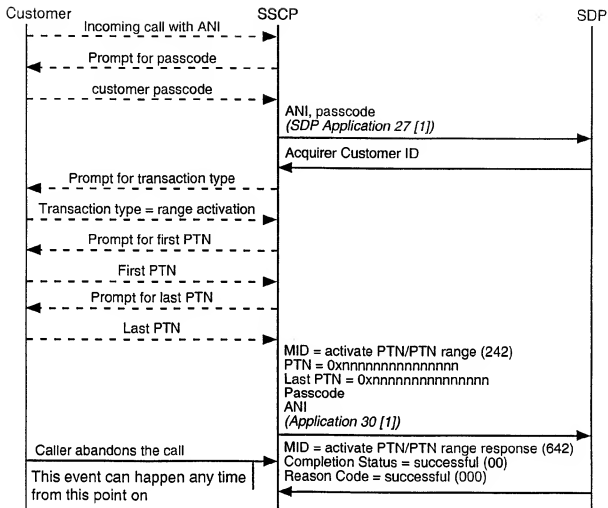 Customer SSCP SDP
Incoming call with ANI
Prompt for passcode
customer passcode
ANI, passcode
(SDP Application 27 [1])
Acquirer Customer ID
Prompt for transaction type
Transaction type = range activation
Prompt for first PTN
First PTN
Prompt for last PTN
Last PTN
MID = activate PTN/PTN range (242)
PTN = 0xnnnnnnnnnnnnnnnn
Last PTN = 0xnnnnnnnnnnnnnnnn
Passcode
ANI
(Application 30 [1])
Caller abandons the call
This event can happen any time
from this point on
MID = activate PTN/PTN range response (642)
Completion Status = successful (00)
Reason Code = successful (000)